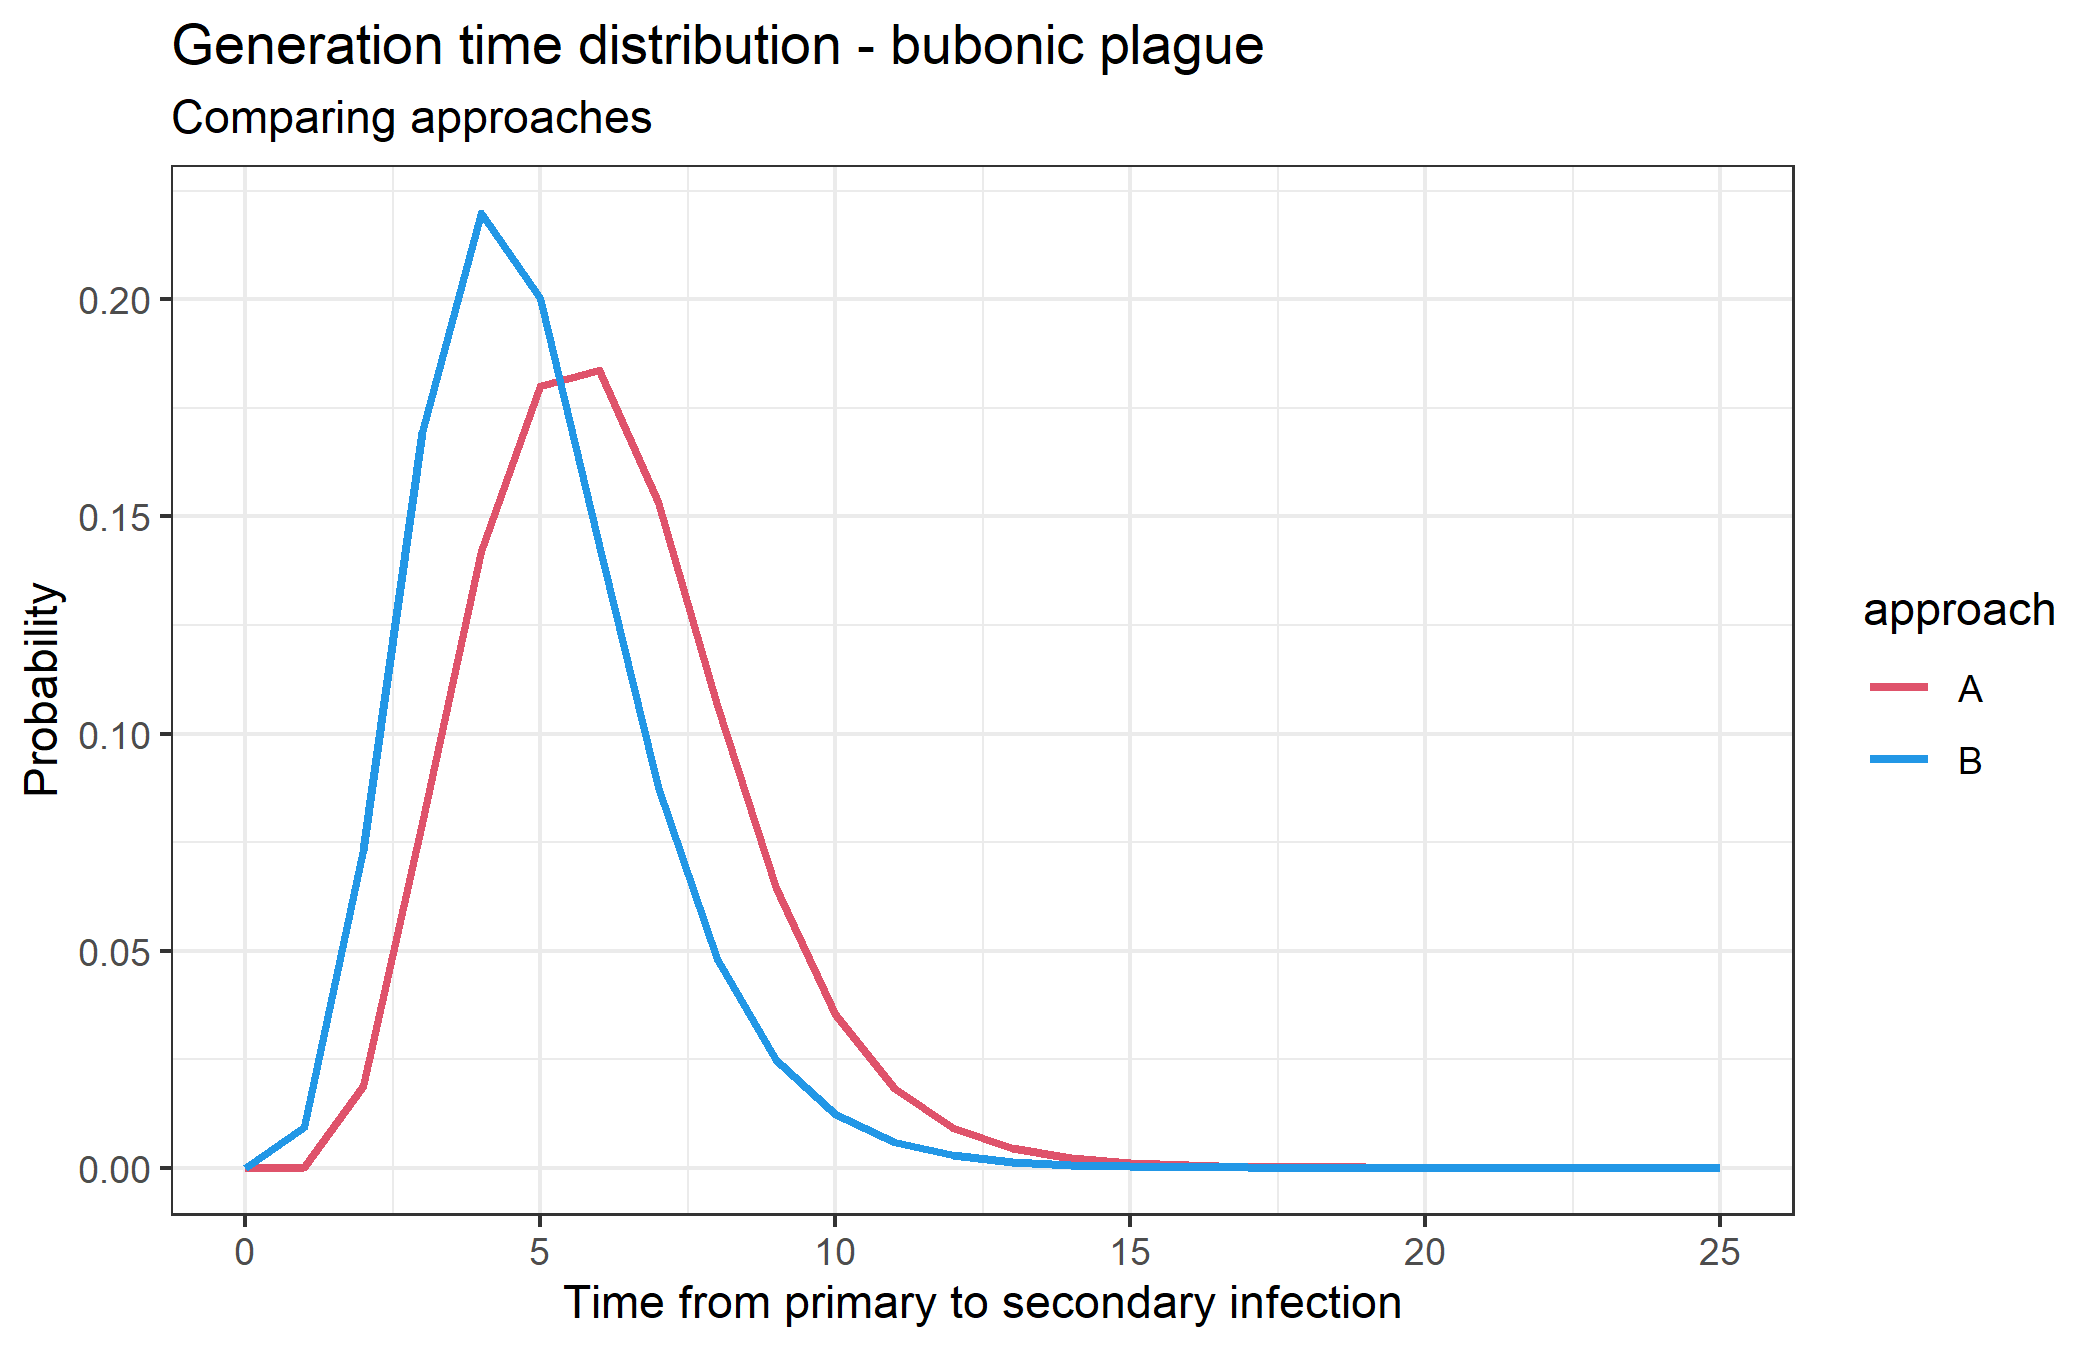 Generation time distribution - bubonic plague
Comparing approaches
Probability
0.20
0.15
0.10
0.05
0.00
0 5 10 15 20 25
Time from primary to secondary infection
approach
A
B